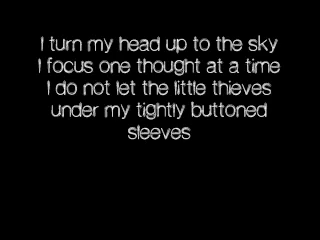 I turn my head up to the sky
I focus one thought at a time
I do not let the little thieves
under my tightly buttoned
sleeves